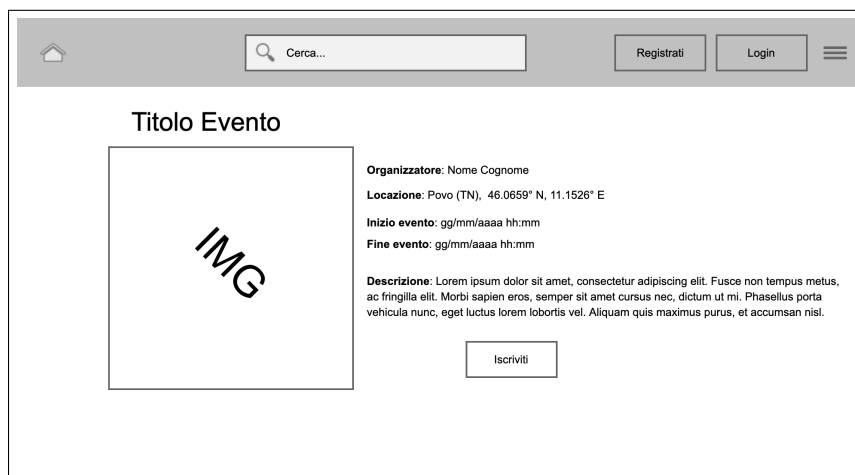 Cerca...
Registrati
Login
Titolo Evento
IMG
Organizzatore: Nome Cognome
Locazione: Povo (TN), 46.0659° N, 11.1526° E
Inizio evento: gg/mm/aaaa hh:mm
Fine evento: gg/mm/aaaa hh:mm
Descrizione: Lorem ipsum dolor sit amet, consectetur adipiscing elit. Fusce non tempus metus,
ac fringilla elit. Morbi sapien eros, semper sit amet cursus nec, dictum ut mi. Phasellus porta
vehicula nunc, eget luctus lorem lobortis vel. Aliquam quis maximus purus, et accumsan nisl.
Iscriviti